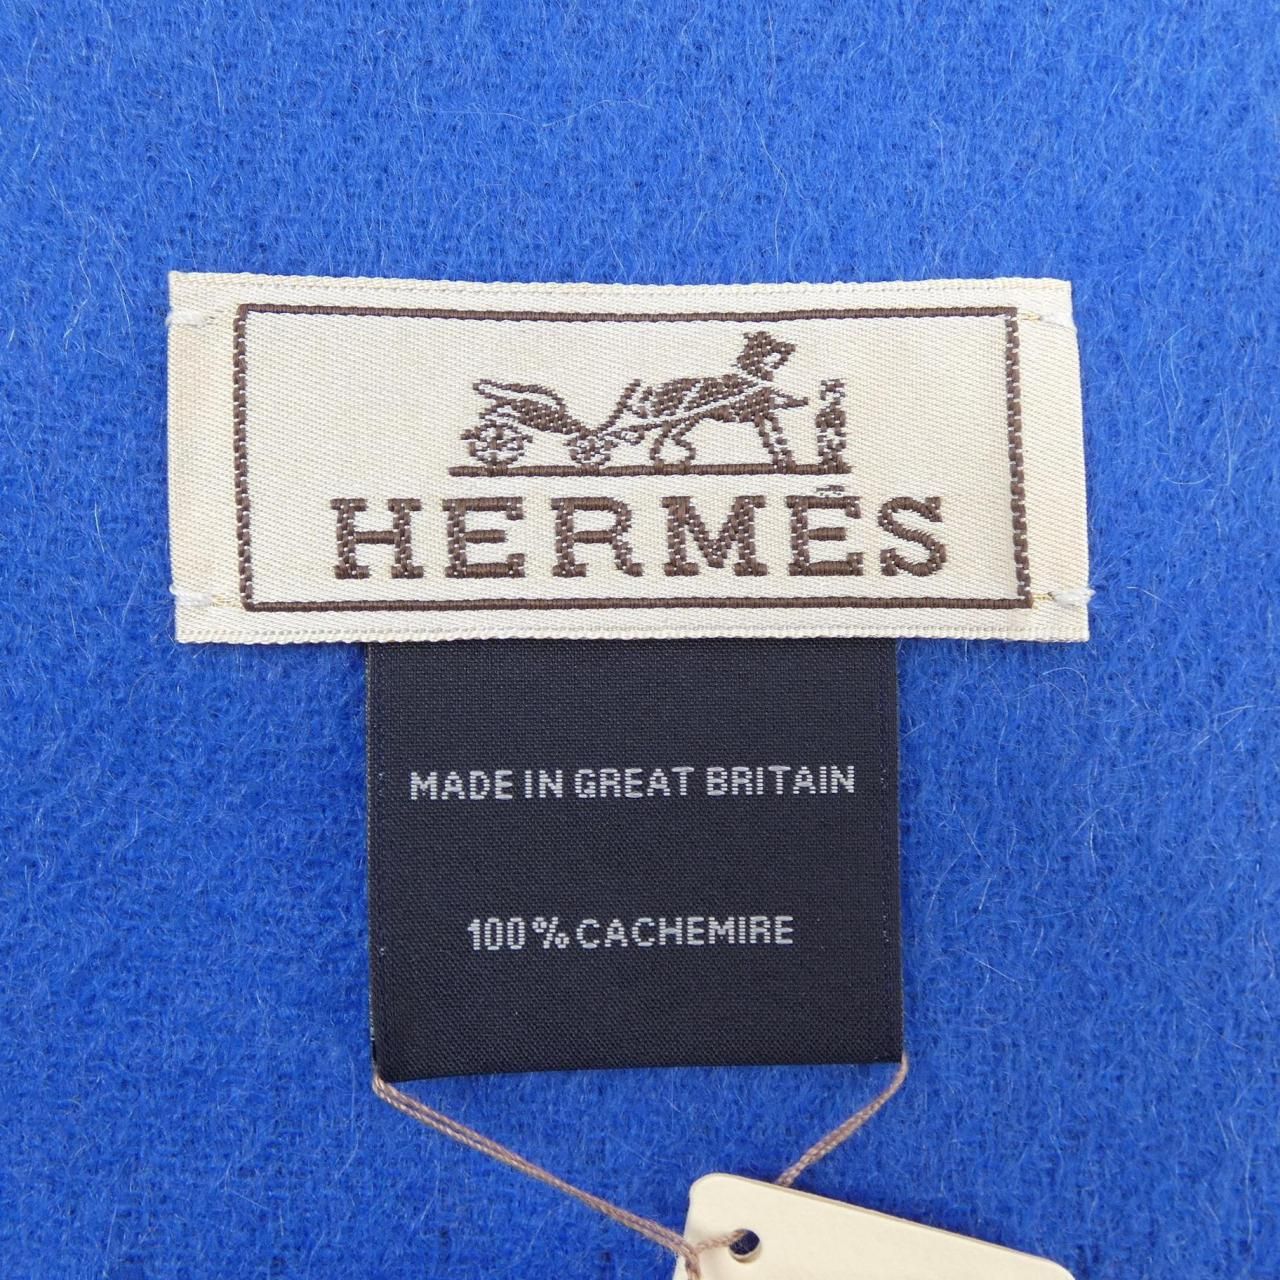 HERMÈS
MADE IN GREAT BRITAIN
100% CACHEMIRE